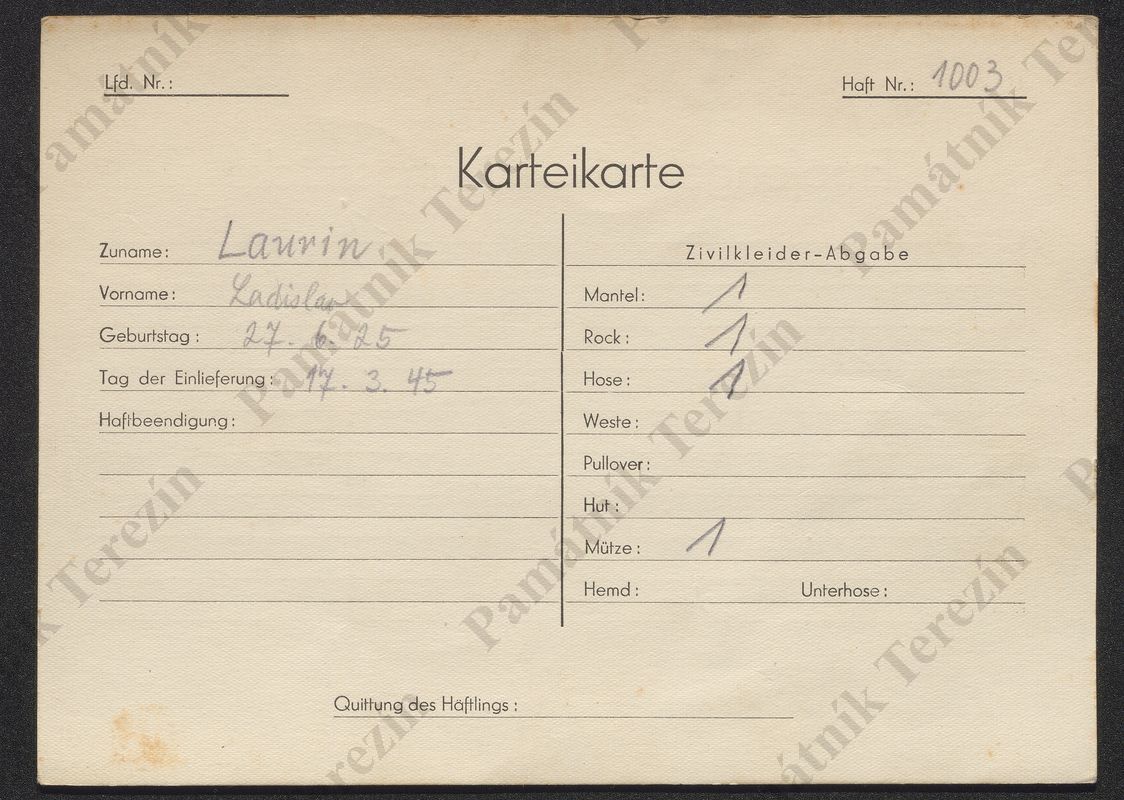 Lfd. Nr.:
Haft Nr.: 1003
Karteikarte
Zuname: Laurin
Vorname: Ladislav
Geburtstag: 27. 6. 25
Tag der Einlieferung: 17. 3. 45
Haftbeendigung:
Zivilkleider-Abgabe
Mantel: 1
Rock: 1
Hose: 1
Weste:
Pullover:
Hut:
Mütze: 1
Hemd: Unterhose:
Quittung des Häftlings:
Památník Terezín